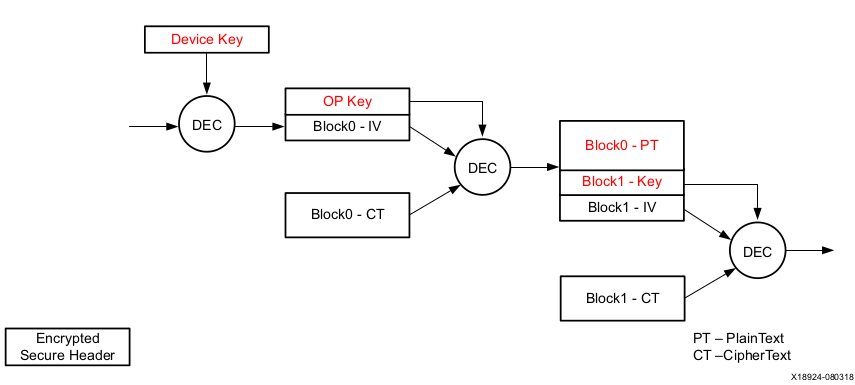 Device Key
DEC
OP Key
Block0 - IV
DEC
Block0 - CT
Block0 - PT
Block1 - Key
Block1 - IV
DEC
Block1 - CT
Encrypted
Secure Header
PT – PlainText
CT –CipherText
X18924-080318